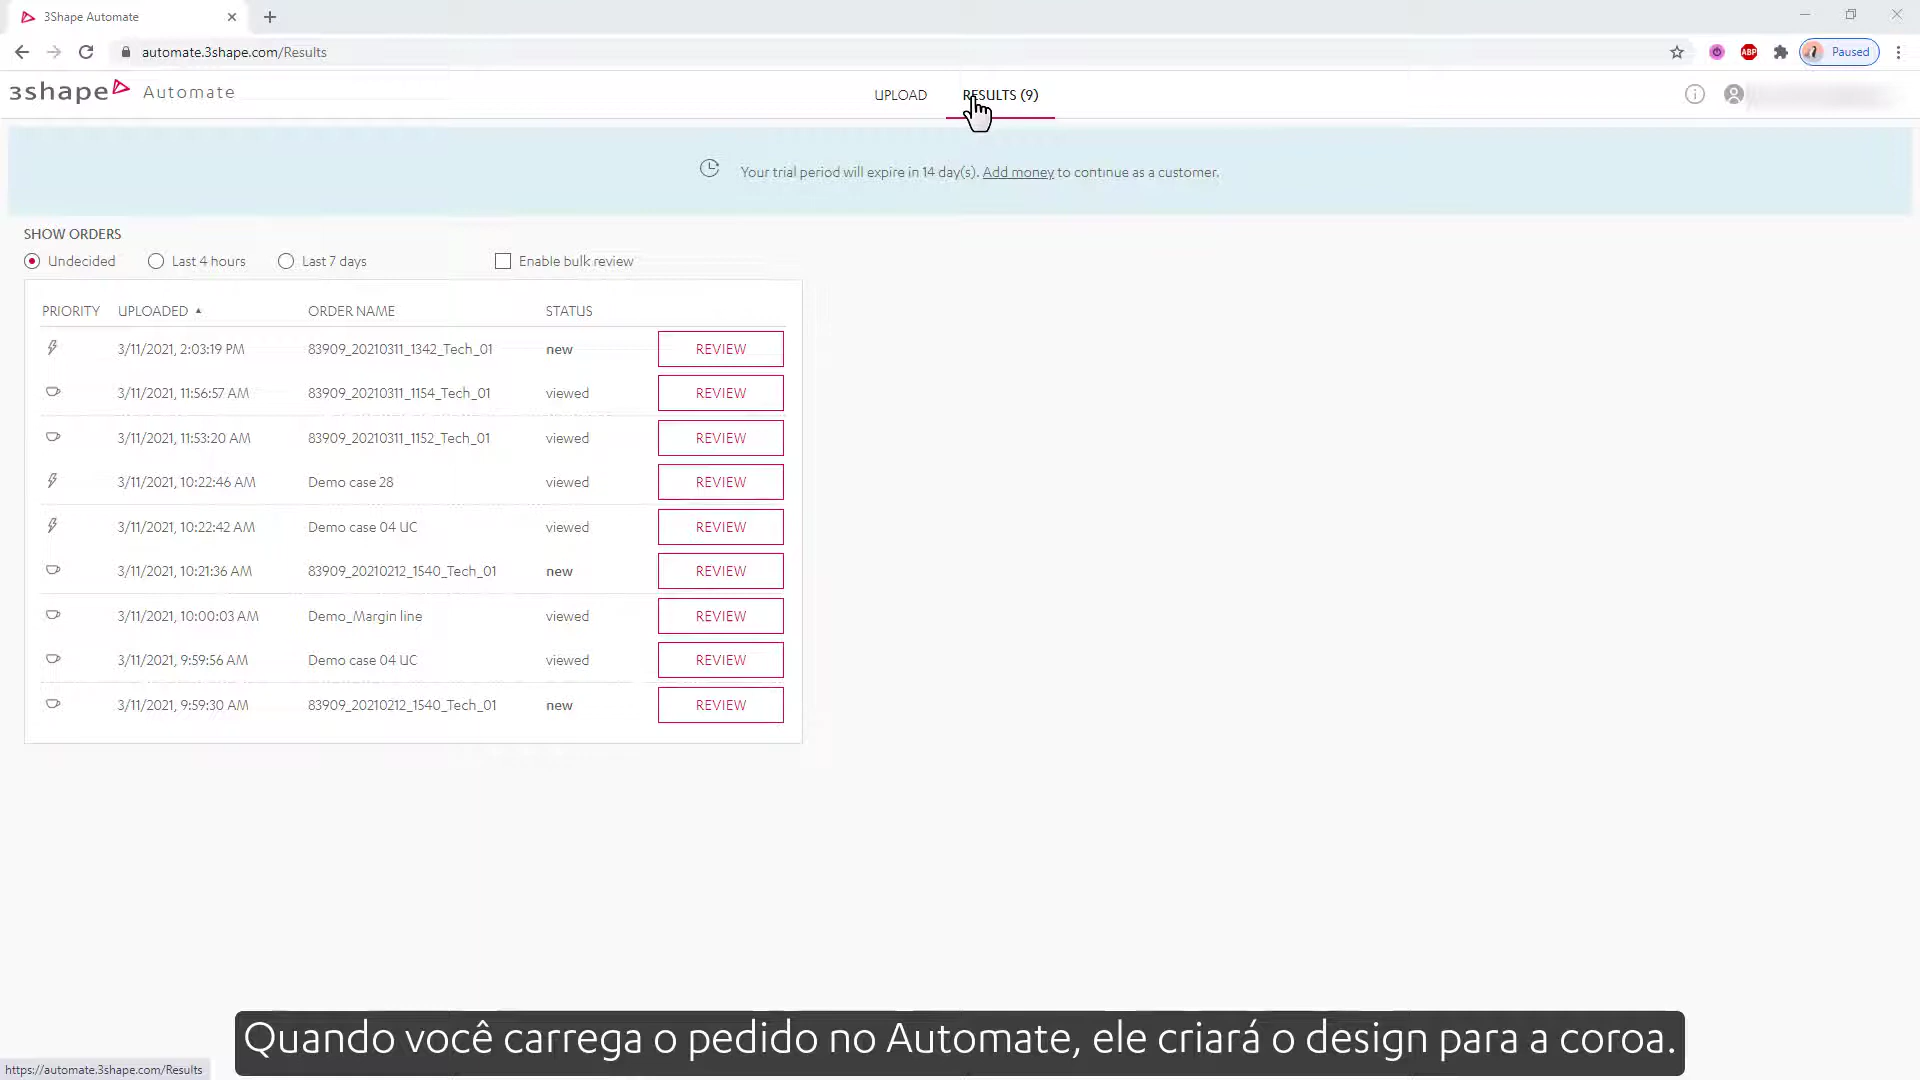 3Shape Automate
automate.3shape.com/Results
ABP
Paused
3shape Automate
UPLOAD
RESULTS (9)
Your trial period will expire in 14 day(s). Add money to continue as a customer.
SHOW ORDERS
Undecided Last 4 hours Last 7 days Enable bulk review
PRIORITY UPLOADED ORDER NAME STATUS
3/11/2021, 2:03:19 PM 83909_20210311_1342_Tech_01 new REVIEW
3/11/2021, 11:56:57 AM 83909_20210311_1154_Tech_01 viewed REVIEW
3/11/2021, 11:53:20 AM 83909_20210311_1152_Tech_01 viewed REVIEW
3/11/2021, 10:22:46 AM Demo case 28 viewed REVIEW
3/11/2021, 10:22:42 AM Demo case 04 UC viewed REVIEW
3/11/2021, 10:21:36 AM 83909_20210212_1540_Tech_01 new REVIEW
3/11/2021, 10:00:03 AM Demo_Margin line viewed REVIEW
3/11/2021, 9:59:56 AM Demo case 04 UC viewed REVIEW
3/11/2021, 9:59:30 AM 83909_20210212_1540_Tech_01 new REVIEW
Quando você carrega o pedido no Automate, ele criará o design para a coroa.
https://automate.3shape.com/Results